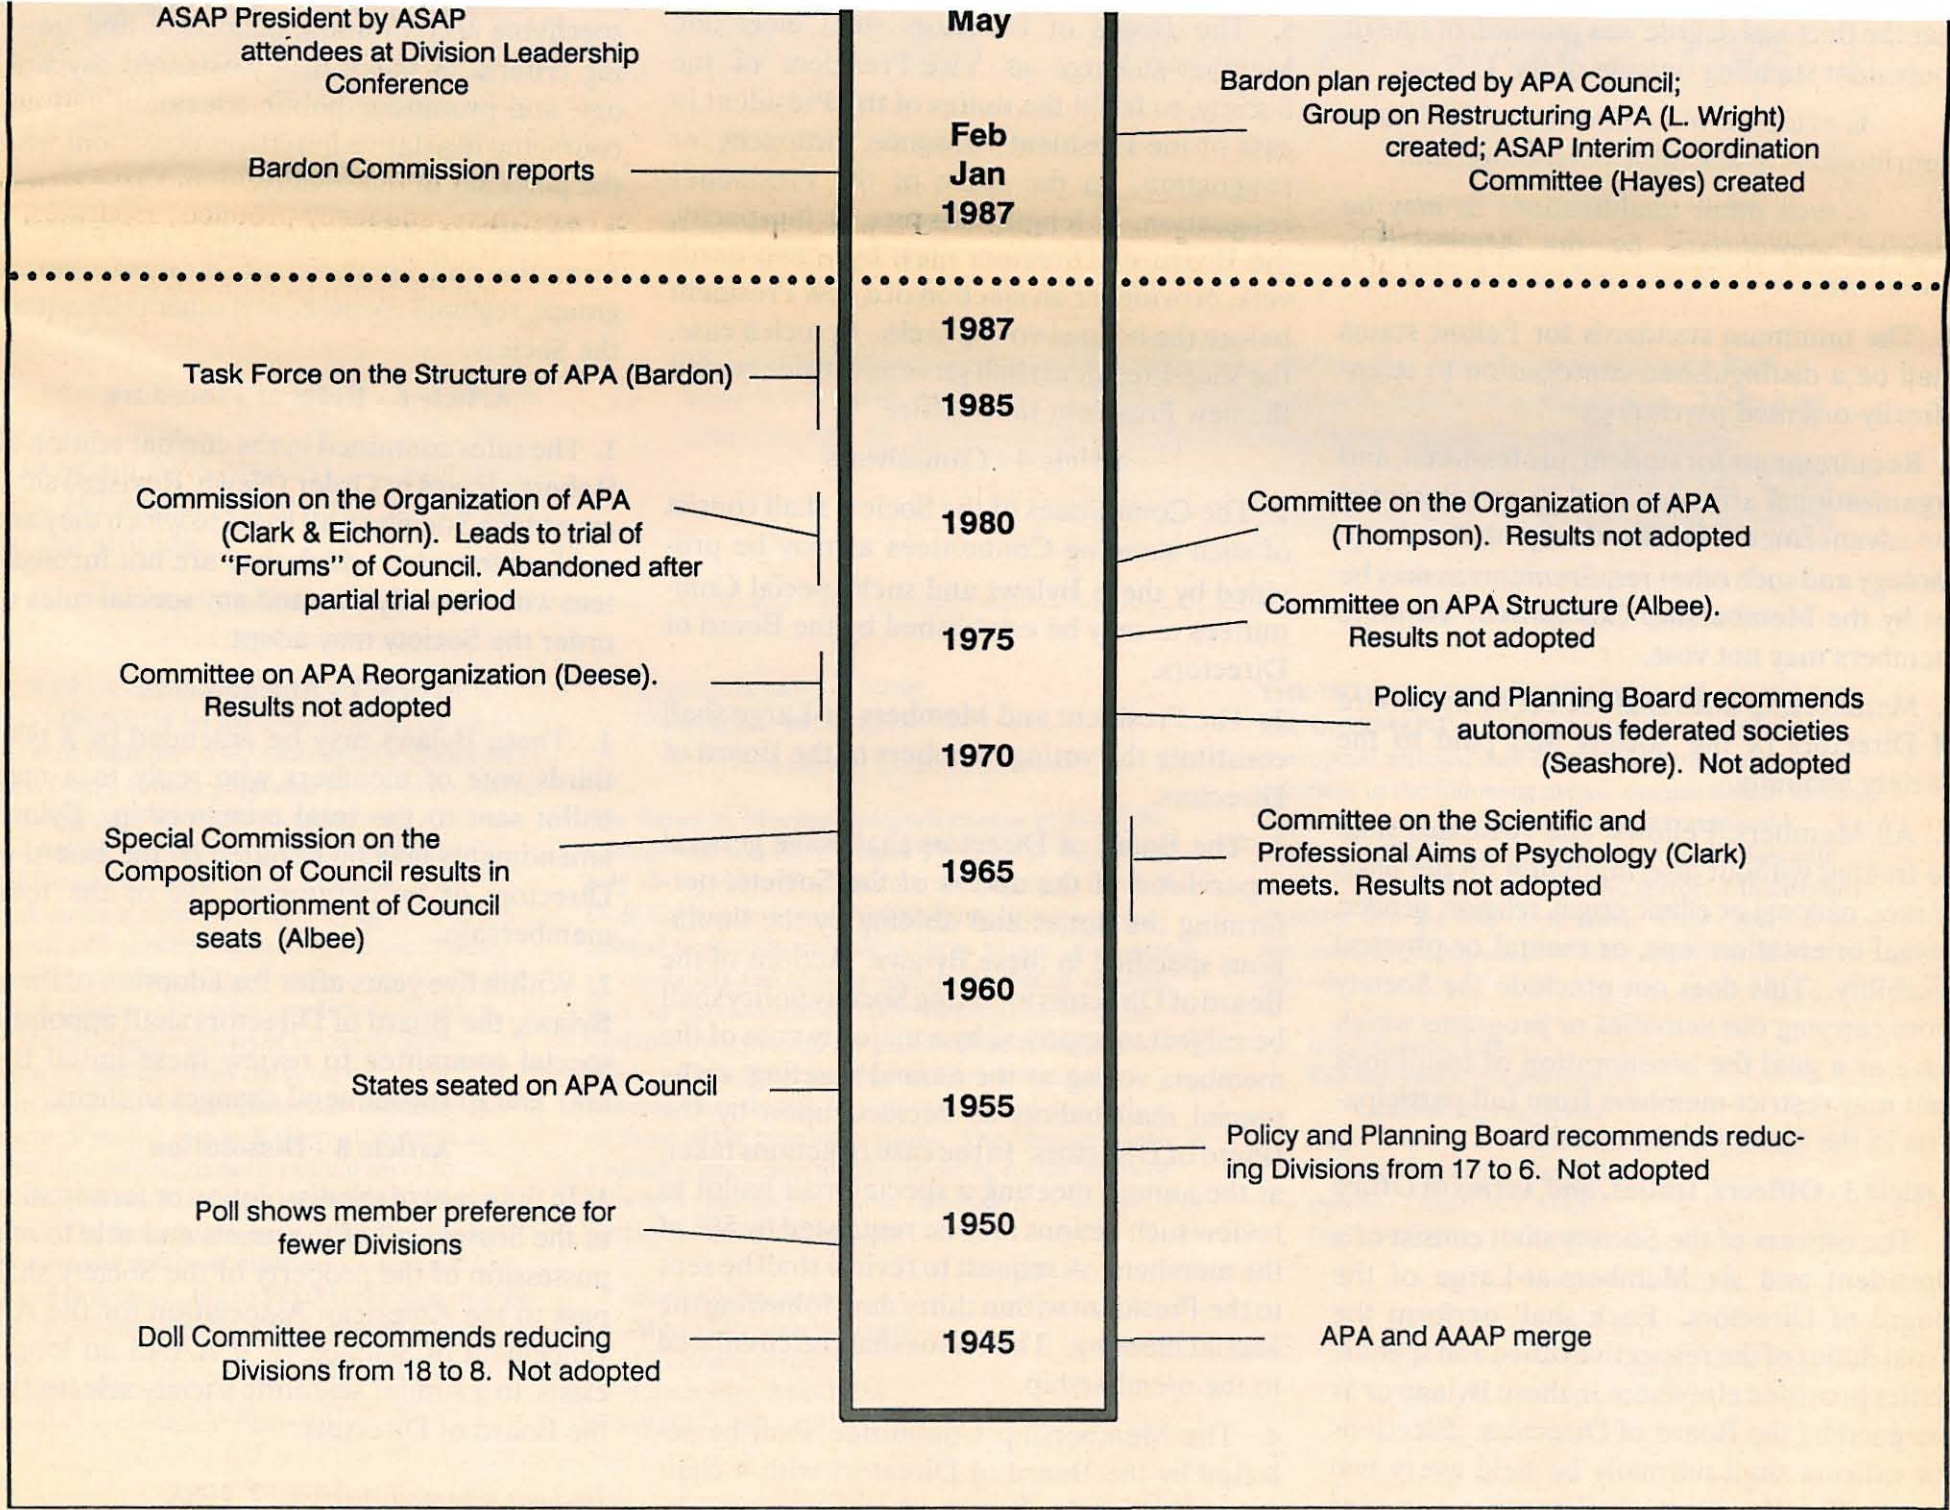 ASAP President by ASAP
attendees at Division Leadership
Conference
May
Bardon plan rejected by APA Council;
Group on Restructuring APA (L. Wright)
created; ASAP Interim Coordination
Committee (Hayes) created
Feb
Bardon Commission reports
Jan
1987
1987
Task Force on the Structure of APA (Bardon)
1985
Commission on the Organization of APA
(Clark & Eichorn). Leads to trial of
“Forums” of Council. Abandoned after
partial trial period
1980
Committee on the Organization of APA
(Thompson). Results not adopted
Committee on APA Structure (Albee).
Results not adopted
1975
Committee on APA Reorganization (Deese).
Results not adopted
Policy and Planning Board recommends
autonomous federated societies
(Seashore). Not adopted
1970
Special Commission on the
Composition of Council results in
apportionment of Council
seats (Albee)
1965
Committee on the Scientific and
Professional Aims of Psychology (Clark)
meets. Results not adopted
1960
States seated on APA Council
1955
Policy and Planning Board recommends reduc-
ing Divisions from 17 to 6. Not adopted
Poll shows member preference for
fewer Divisions
1950
Doll Committee recommends reducing
Divisions from 18 to 8. Not adopted
1945
APA and AAAP merge